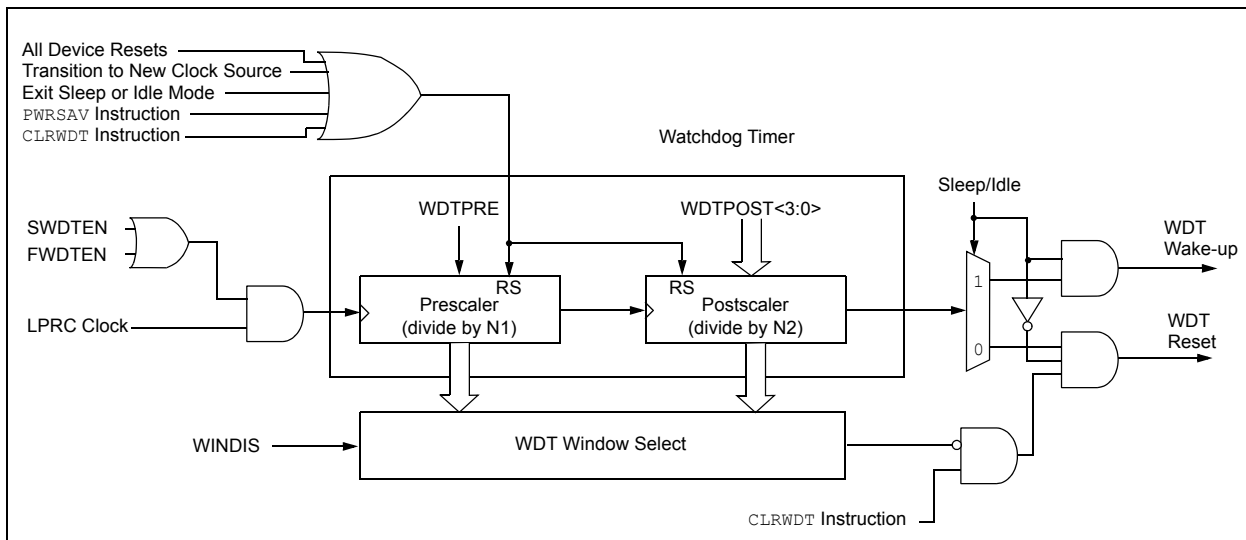 All Device Resets
Transition to New Clock Source
Exit Sleep or Idle Mode
PWRSAV Instruction
CLRWDT Instruction
Watchdog Timer
Sleep/Idle
WDTPRE
WDTPOST<3:0>
SWDTEN
FWDTEN
WDT
Wake-up
RS
Prescaler
(divide by N1)
RS
Postscaler
(divide by N2)
1
0
LPRC Clock
WDT
Reset
WINDIS
WDT Window Select
CLRWDT Instruction